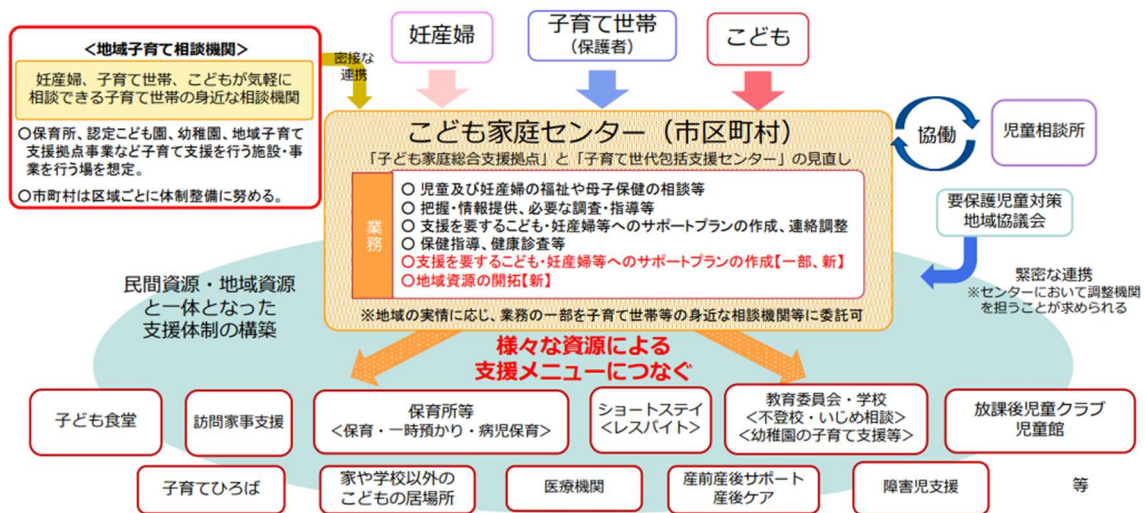 妊産婦
子育て世帯
(保護者)
こども
<地域子育て相談機関>
妊産婦、子育て世帯、こどもが気軽に
相談できる子育て世帯の身近な相談機関
○保育所、認定こども園、幼稚園、地域子育て
支援拠点事業など子育て支援を行う施設・事
業を行う場を想定。
○市町村は区域ごとに体制整備に努める。
密接な
連携
こども家庭センター（市区町村）
「子ども家庭総合支援拠点」と「子育て世代包括支援センター」の見直し
業務
○ 児童及び妊産婦の福祉や母子保健の相談等
○ 把握・情報提供、必要な調査・指導等
○ 支援を要するこども・妊産婦等へのサポートプランの作成、連絡調整
○ 保健指導、健康診査等
○支援を要するこども・妊産婦等へのサポートプランの作成【一部、新】
○地域資源の開拓【新】
※地域の実情に応じ、業務の一部を子育て世帯等の身近な相談機関等に委託可
協働
児童相談所
要保護児童対策
地域協議会
緊密な連携
※センターにおいて調整機関
を担うことが求められる
民間資源・地域資源
と一体となった
支援体制の構築
様々な資源による
支援メニューにつなぐ
子ども食堂
訪問家事支援
保育所等
<保育・一時預かり・病児保育>
ショートステイ
<レスパイト>
教育委員会・学校
<不登校・いじめ相談>
<幼稚園の子育て支援等>
放課後児童クラブ
児童館
子育てひろば
家や学校以外の
こどもの居場所
医療機関
産前産後サポート
産後ケア
障害児支援
等